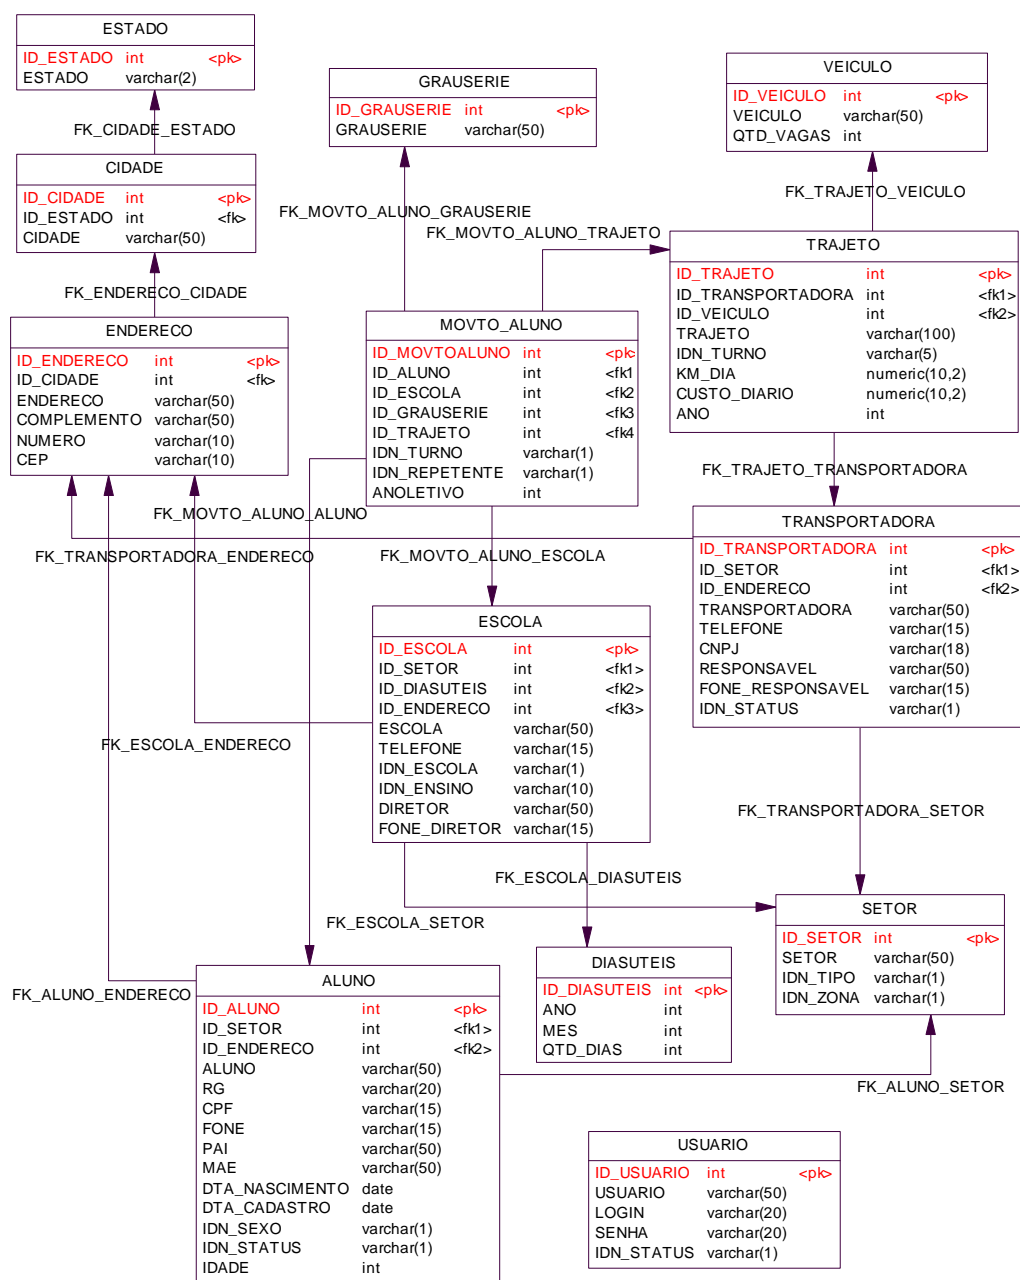 ESTADO
ID_ESTADO int <pk>
ESTADO varchar(2)
FK_CIDADE_ESTADO
CIDADE
ID_CIDADE int <pk>
ID_ESTADO int <fk>
CIDADE varchar(50)
FK_ENDERECO_CIDADE
ENDERECO
ID_ENDERECO int <pk>
ID_CIDADE int <fk>
ENDERECO varchar(50)
COMPLEMENTO varchar(50)
NUMERO varchar(10)
CEP varchar(10)
GRAUSERIE
ID_GRAUSERIE int <pk>
GRAUSERIE varchar(50)
FK_MOVTO_ALUNO_GRAUSERIE
FK_MOVTO_ALUNO_TRAJETO
VEICULO
ID_VEICULO int <pk>
VEICULO varchar(50)
QTD_VAGAS int
FK_TRAJETO_VEICULO
TRAJETO
ID_TRAJETO int <pk>
ID_TRANSPORTADORA int <fk1>
ID_VEICULO int <fk2>
TRAJETO varchar(100)
IDN_TURNO varchar(5)
KM_DIA numeric(10,2)
CUSTO_DIARIO numeric(10,2)
ANO int
MOVTO_ALUNO
ID_MOVTOALUNO int <pk
ID_ALUNO int <fk1
ID_ESCOLA int <fk2
ID_GRAUSERIE int <fk3
ID_TRAJETO int <fk4
IDN_TURNO varchar(1)
IDN_REPETENTE varchar(1)
ANOLETIVO int
FK_TRAJETO_TRANSPORTADORA
FK_MOVTO_ALUNO_ALUNO
FK_TRANSPORTADORA_ENDERECO
FK_MOVTO_ALUNO_ESCOLA
TRANSPORTADORA
ID_TRANSPORTADORA int <pk>
ID_SETOR int <fk1>
ID_ENDERECO int <fk2>
TRANSPORTADORA varchar(50)
TELEFONE varchar(15)
CNPJ varchar(18)
RESPONSAVEL varchar(50)
FONE_RESPONSAVEL varchar(15)
IDN_STATUS varchar(1)
ESCOLA
ID_ESCOLA int <pk>
ID_SETOR int <fk1>
ID_DIASUTEIS int <fk2>
ID_ENDERECO int <fk3>
ESCOLA varchar(50)
TELEFONE varchar(15)
IDN_ESCOLA varchar(1)
IDN_ENSINO varchar(10)
DIRETOR varchar(50)
FONE_DIRETOR varchar(15)
FK_ESCOLA_ENDERECO
FK_TRANSPORTADORA_SETOR
FK_ESCOLA_DIASUTEIS
FK_ESCOLA_SETOR
SETOR
ID_SETOR int <pk>
SETOR varchar(50)
IDN_TIPO varchar(1)
IDN_ZONA varchar(1)
DIASUTEIS
ID_DIASUTEIS int <pk>
ANO int
MES int
QTD_DIAS int
FK_ALUNO_ENDERECO
ALUNO
ID_ALUNO int <pk>
ID_SETOR int <fk1>
ID_ENDERECO int <fk2>
ALUNO varchar(50)
RG varchar(20)
CPF varchar(15)
FONE varchar(15)
PAI varchar(50)
MAE varchar(50)
DTA_NASCIMENTO date
DTA_CADASTRO date
IDN_SEXO varchar(1)
IDN_STATUS varchar(1)
IDADE int
FK_ALUNO_SETOR
USUARIO
ID_USUARIO int <pk>
USUARIO varchar(50)
LOGIN varchar(20)
SENHA varchar(20)
IDN_STATUS varchar(1)